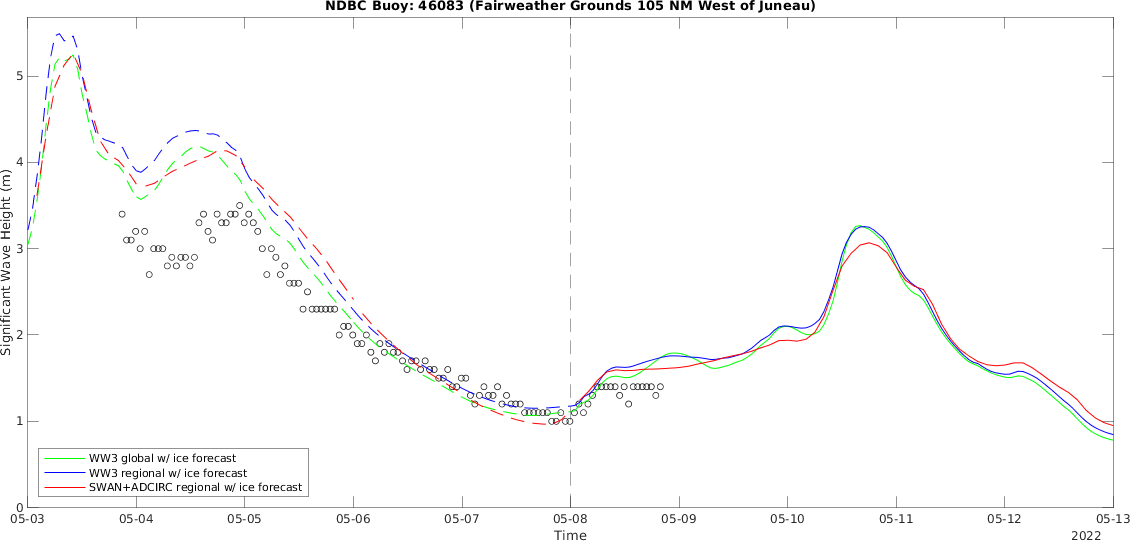 NDBC Buoy: 46083 (Fairweather Grounds 105 NM West of Juneau)
Significant Wave Height (m)
5
4
3
2
1
0
WW3 global w/ ice forecast
WW3 regional w/ ice forecast
SWAN+ADCIRC regional w/ ice forecast
05-03 05-04 05-05 05-06 05-07 05-08 05-09 05-10 05-11 05-12 05-13
Time
2022